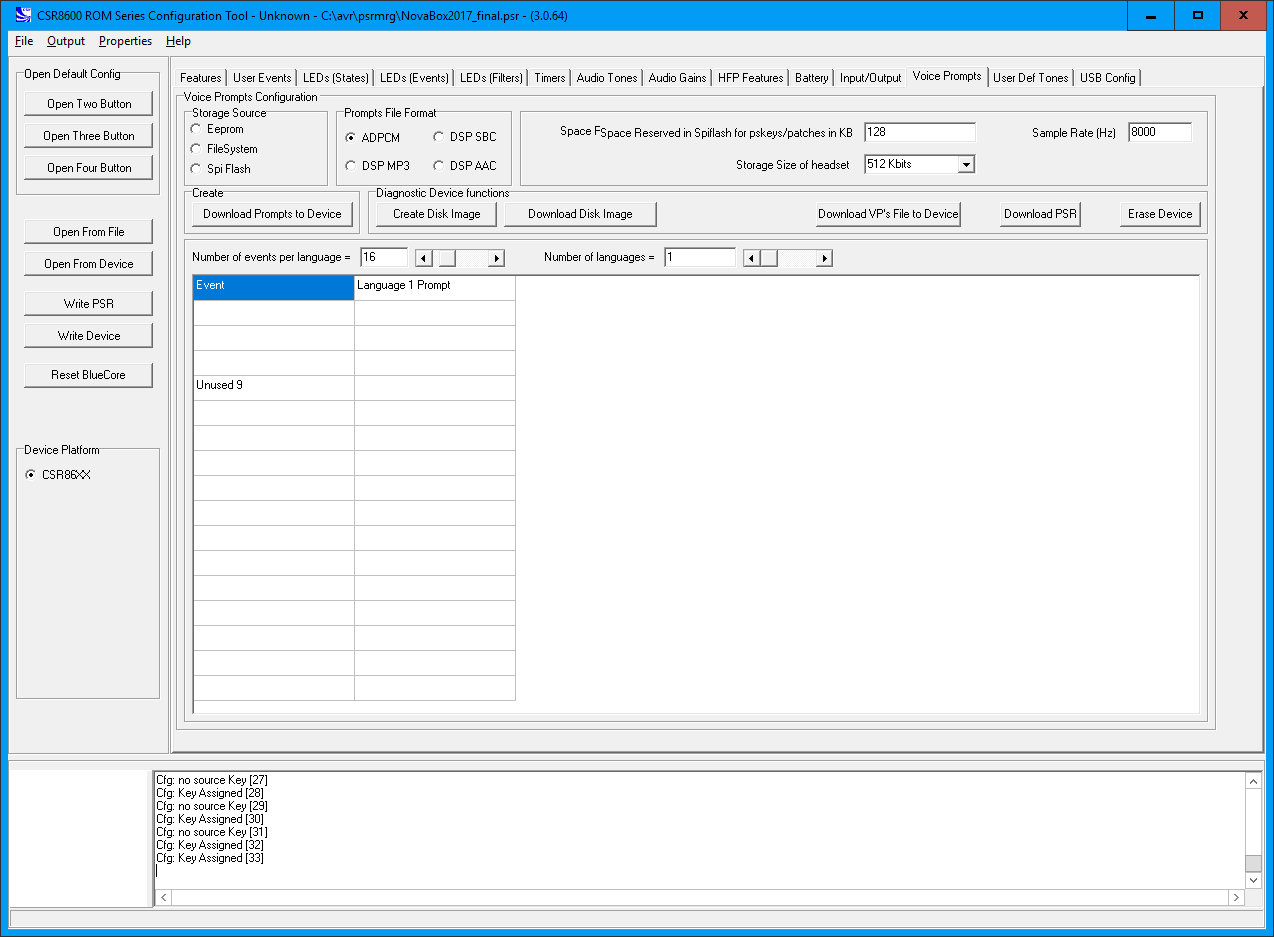 CSR8600 ROM Series Configuration Tool - Unknown - C:\avr\psrmrg\NovaBox2017_final.psr - (3.0.64)
File Output Properties Help
Open Default Config
Open Two Button
Open Three Button
Open Four Button
Open From File
Open From Device
Write PSR
Write Device
Reset BlueCore
Device Platform
CSR86XX
Features User Events LEDs (States) LEDs (Events) LEDs (Filters) Timers Audio Tones Audio Gains HFP Features Battery Input/Output Voice Prompts User Def Tones USB Config
Voice Prompts Configuration
Storage Source
Eeprom
FileSystem
Spi Flash
Prompts File Format
ADPCM DSP SBC
DSP MP3 DSP AAC
Space FSpace Reserved in Spiflash for pskeys/patches in KB 128 Sample Rate (Hz) 8000
Storage Size of headset 512 Kbits
Create
Download Prompts to Device
Diagnostic Device functions
Create Disk Image Download Disk Image Download VP's File to Device Download PSR Erase Device
Number of events per language = 16 Number of languages = 1
Event Language 1 Prompt
Unused 9
Cfg: no source Key [27]
Cfg: Key Assigned [28]
Cfg: no source Key [29]
Cfg: Key Assigned [30]
Cfg: no source Key [31]
Cfg: Key Assigned [32]
Cfg: Key Assigned [33]